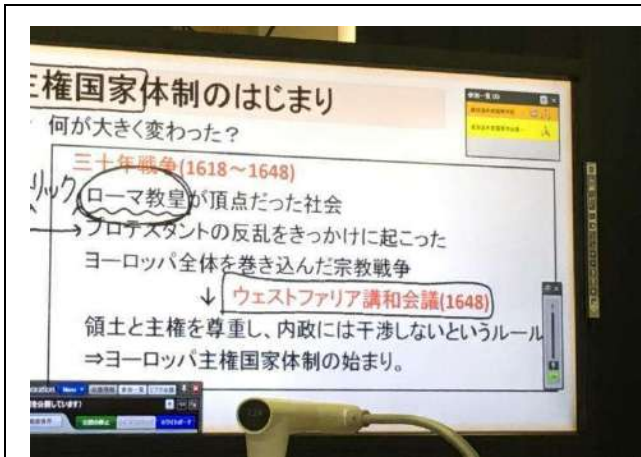 主権国家体制のはじまり
何が大きく変わった？
三十年戦争(1618～1648)
リック
ローマ教皇が頂点だった社会
プロテスタントの反乱をきっかけに起こった
ヨーロッパ全体を巻き込んだ宗教戦争
↓ ウェストファリア講和会議(1648)
領土と主権を尊重し、内政には干渉しないというルール
⇒ヨーロッパ主権国家体制の始まり。